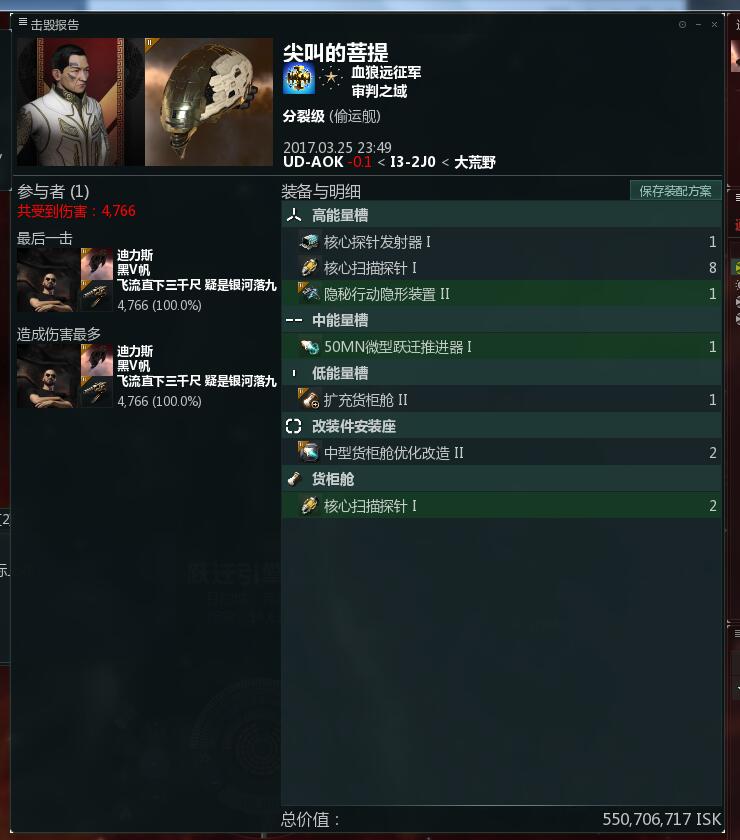 击毁报告
尖叫的菩提
血狼远征军
审判之域
分裂级 (偷运舰)
2017.03.25 23:49
UD-AOK -0.1 < I3-2J0 < 大荒野
参与者 (1)
共受到伤害：4,766
最后一击
迪力斯
黑V帆
飞流直下三千尺 疑是银河落九
4,766 (100.0%)
造成伤害最多
迪力斯
黑V帆
飞流直下三千尺 疑是银河落九
4,766 (100.0%)
装备与明细
保存装配方案
高能量槽
核心探针发射器 I 1
核心扫描探针 I 8
隐秘行动隐形装置 II 1
中能量槽
50MN微型跃迁推进器 I 1
低能量槽
扩充货柜舱 II 1
改装件安装座
中型货柜舱优化改造 II 2
货柜舱
核心扫描探针 I 2
总价值： 550,706,717 ISK